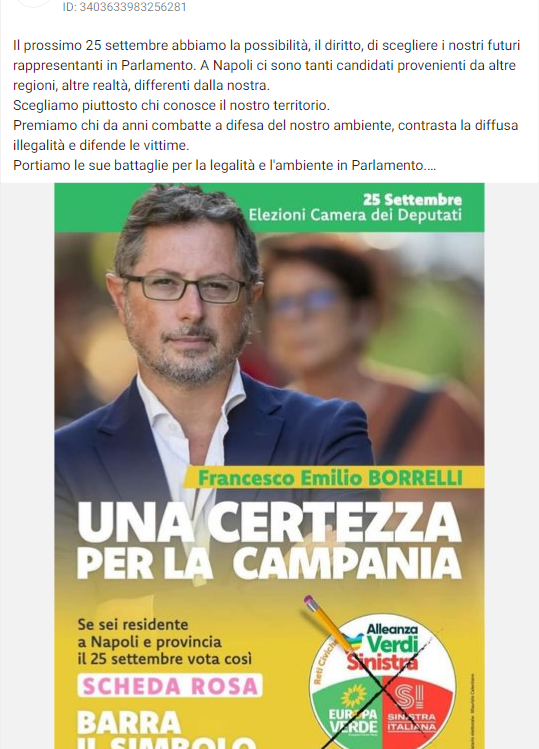 ID: 3403633983256281
Il prossimo 25 settembre abbiamo la possibilità, il diritto, di scegliere i nostri futuri
rappresentanti in Parlamento. A Napoli ci sono tanti candidati provenienti da altre
regioni, altre realtà, differenti dalla nostra.
Scegliamo piuttosto chi conosce il nostro territorio.
Premiamo chi da anni combatte a difesa del nostro ambiente, contrasta la diffusa
illegalità e difende le vittime.
Portiamo le sue battaglie per la legalità e l'ambiente in Parlamento....
25 Settembre
Elezioni Camera dei Deputati
Francesco Emilio BORRELLI
UNA CERTEZZA
PER LA CAMPANIA
Se sei residente
a Napoli e provincia
il 25 settembre vota così
SCHEDA ROSA
BARRA
IL SIMBOLO
Reti Civiche
Alleanza
Verdi
Sinistra
EUROPA
VERDE
SI
SINISTRA
ITALIANA